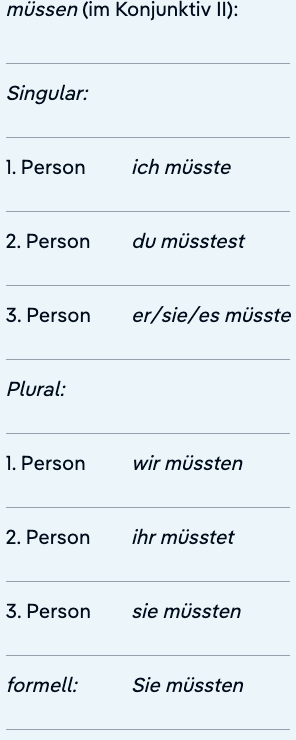 müssen (im Konjunktiv II):
Singular:
1. Person ich müsste
2. Person du müsstest
3. Person er/sie/es müsste
Plural:
1. Person wir müssten
2. Person ihr müsstet
3. Person sie müssten
formell: Sie müssten